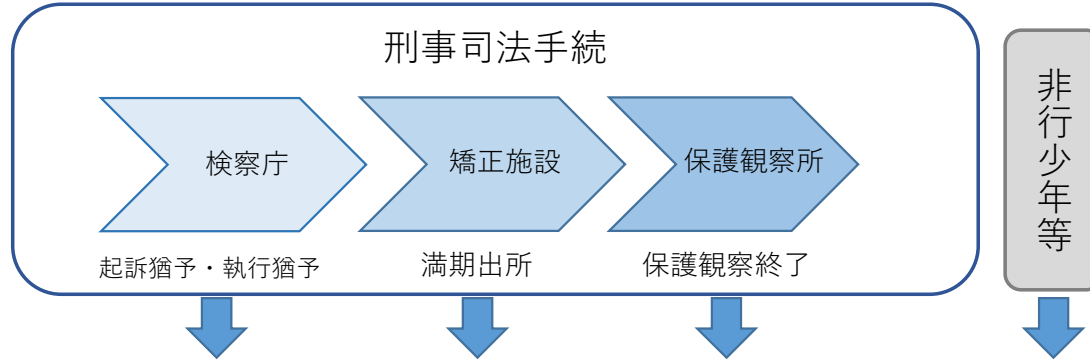 刑事司法手続
検察庁
矯正施設
保護観察所
起訴猶予・執行猶予
満期出所
保護観察終了
非行少年等